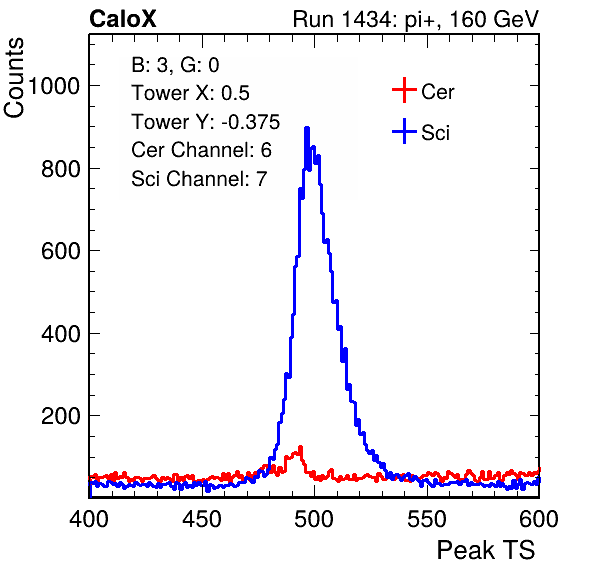 CaloX Run 1434: pi+, 160 GeV
Counts
B: 3, G: 0
Tower X: 0.5
Tower Y: -0.375
Cer Channel: 6
Sci Channel: 7
Cer
Sci
1000
800
600
400
200
400 450 500 550 600
Peak TS